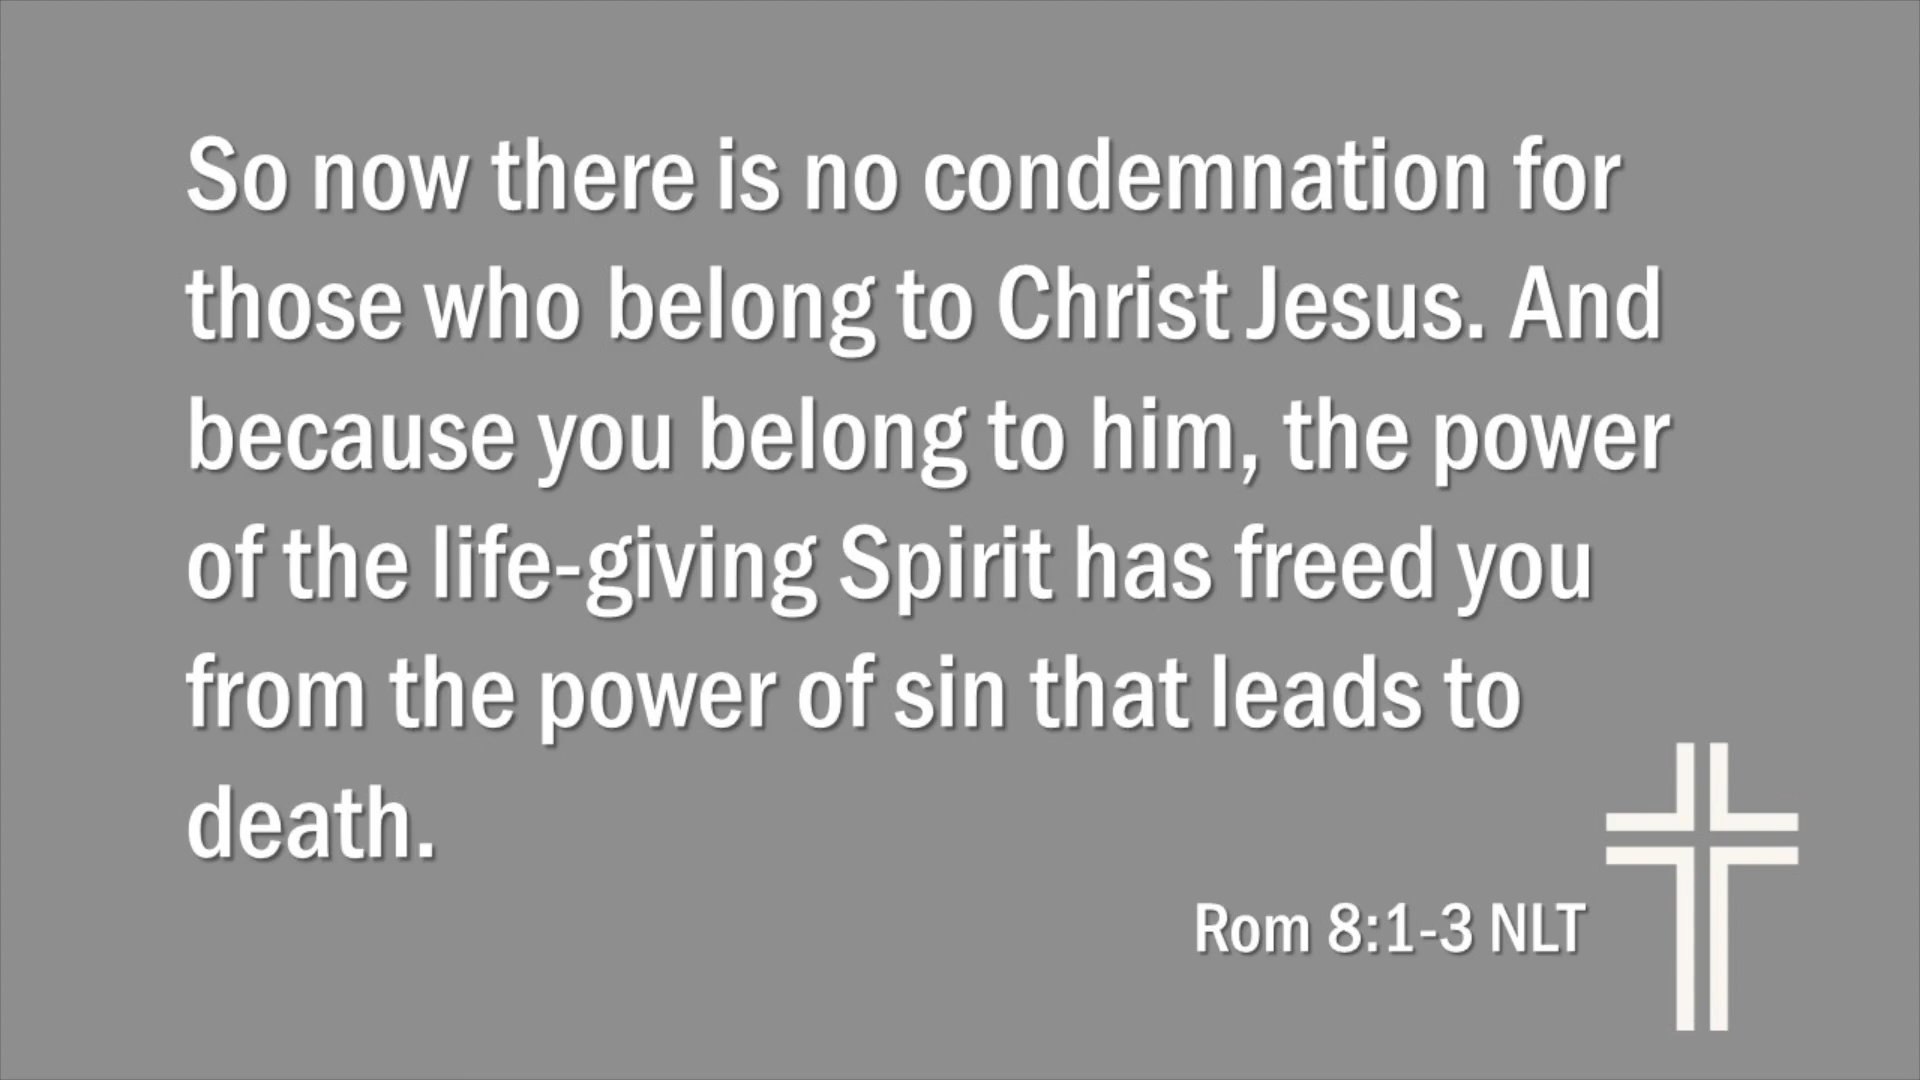 So now there is no condemnation for
those who belong to Christ Jesus. And
because you belong to him, the power
of the life-giving Spirit has freed you
from the power of sin that leads to
death.
Rom 8:1-3 NLT